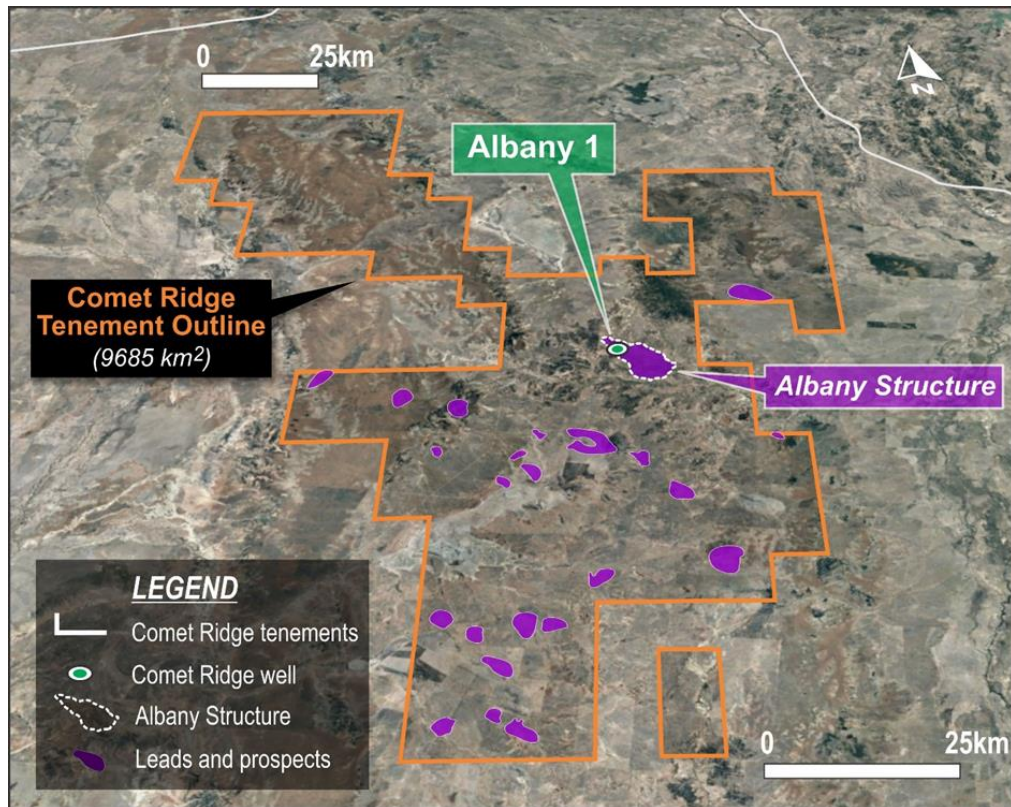 0 25km
Z
Albany 1
Comet Ridge
Tenement Outline
(9685 km²)
Albany Structure
LEGEND
Comet Ridge tenements
Comet Ridge well
Albany Structure
Leads and prospects
0 25km